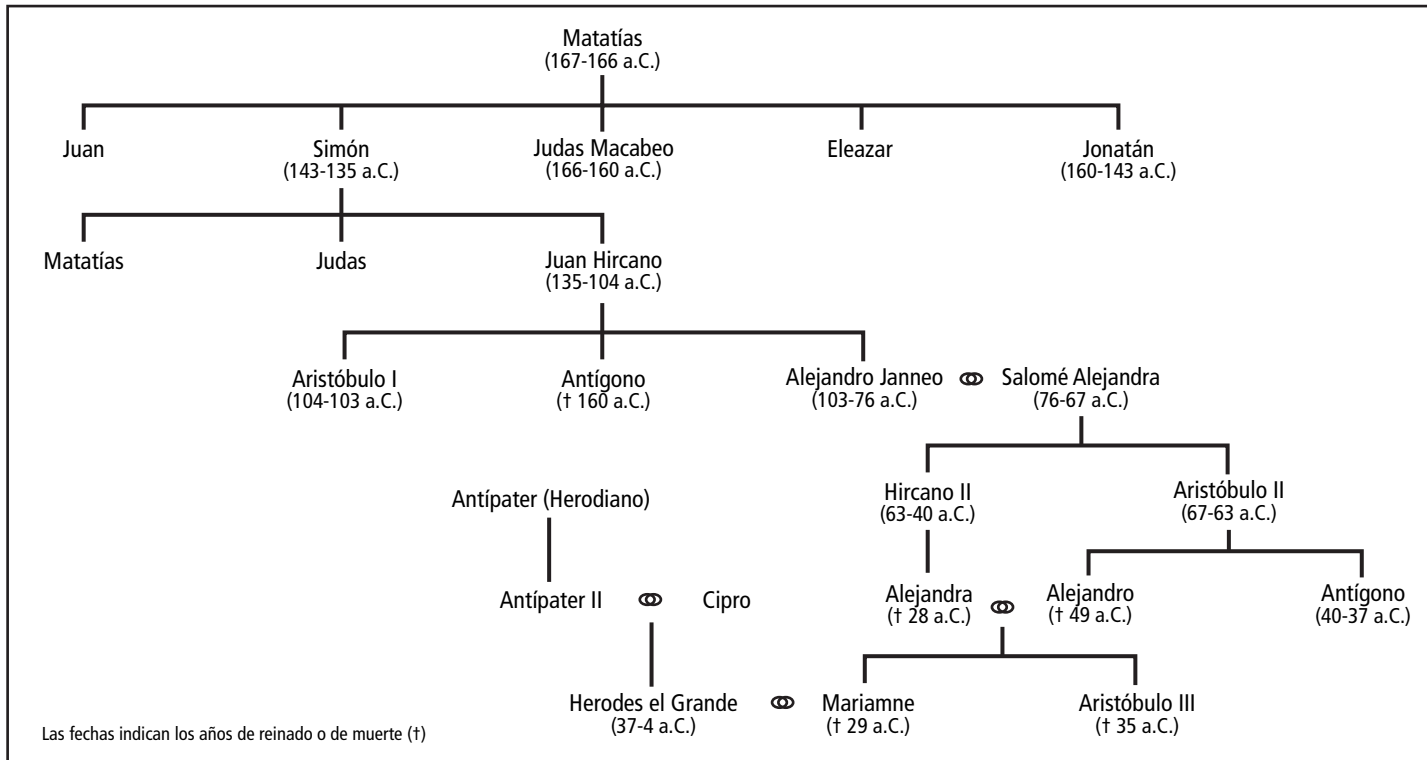 Matatías
(167-166 a.C.)
Juan
Simón
(143-135 a.C.)
Judas Macabeo
(166-160 a.C.)
Eleazar
Jonatán
(160-143 a.C.)
Matatías
Judas
Juan Hircano
(135-104 a.C.)
Aristóbulo I
(104-103 a.C.)
Antígono
(† 160 a.C.)
Alejandro Janneo
(103-76 a.C.)
Salomé Alejandra
(76-67 a.C.)
Antípater (Herodiano)
Hircano II
(63-40 a.C.)
Aristóbulo II
(67-63 a.C.)
Antípater II
Cipro
Alejandra
(† 28 a.C.)
Alejandro
(† 49 a.C.)
Antígono
(40-37 a.C.)
Herodes el Grande
(37-4 a.C.)
Mariamne
(† 29 a.C.)
Aristóbulo III
(† 35 a.C.)
Las fechas indican los años de reinado o de muerte (†)